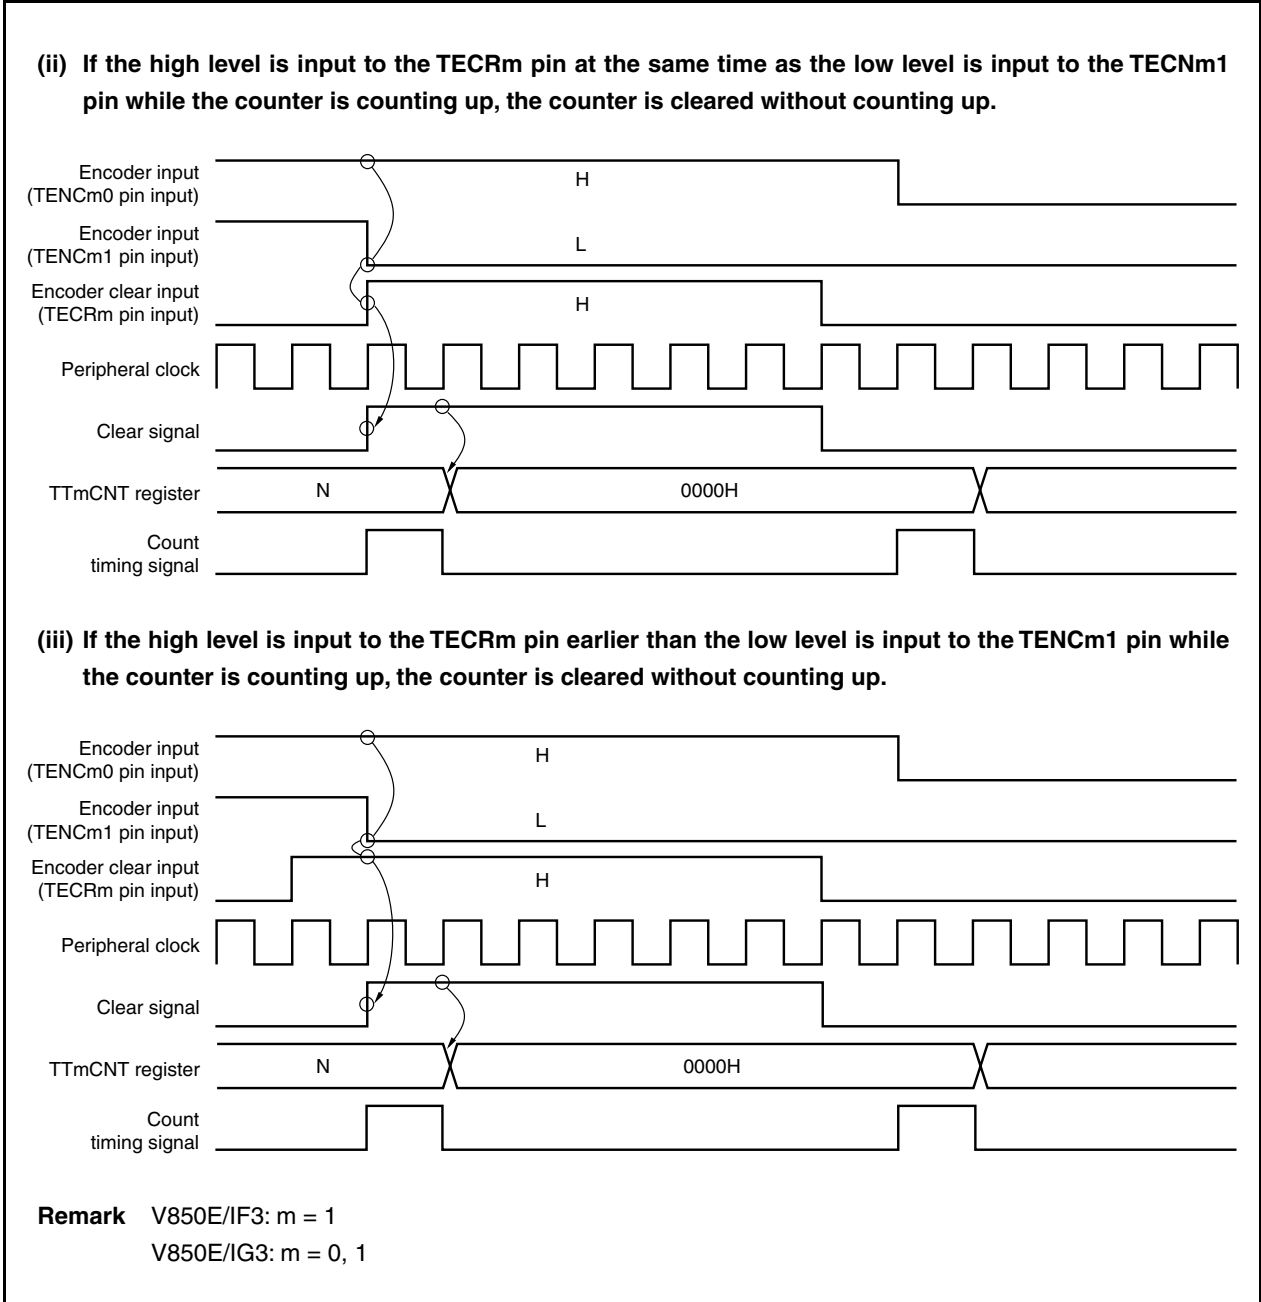 (ii) If the high level is input to the TECRm pin at the same time as the low level is input to the TECNm1
pin while the counter is counting up, the counter is cleared without counting up.
Encoder input
(TENCm0 pin input)
H
Encoder input
(TENCm1 pin input)
L
Encoder clear input
(TECRm pin input)
H
Peripheral clock
Clear signal
TTmCNT register
N
0000H
Count
timing signal
(iii) If the high level is input to the TECRm pin earlier than the low level is input to the TENCm1 pin while
the counter is counting up, the counter is cleared without counting up.
Encoder input
(TENCm0 pin input)
H
Encoder input
(TENCm1 pin input)
L
Encoder clear input
(TECRm pin input)
H
Peripheral clock
Clear signal
TTmCNT register
N
0000H
Count
timing signal
Remark V850E/IF3: m = 1
V850E/IG3: m = 0, 1